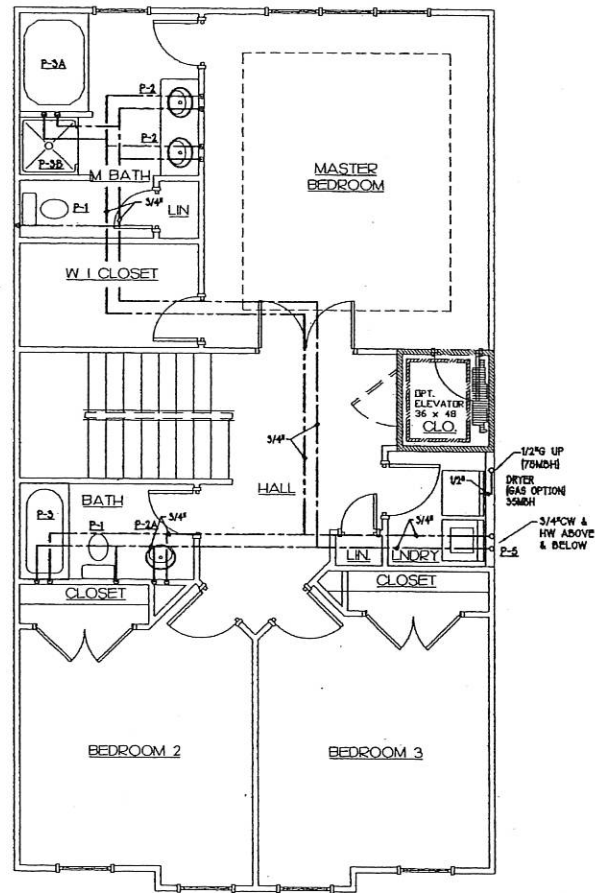 P-3A
P-2
P-2
P-3B
M BATH
P-1
3/4"
LIN
MASTER
BEDROOM
W I CLOSET
OPT.
ELEVATOR
36 x 48
CLO.
3/4"
HALL
1/2"G UP
(75MBH)
1/2"
DRYER
(GAS OPTION)
35MBH
BATH
P-3
P-1
P-2A
3/4"
3/4"
3/4"CW &
HW ABOVE
& BELOW
P-5
LIN.
LNDRY
CLOSET
CLOSET
BEDROOM 2
BEDROOM 3